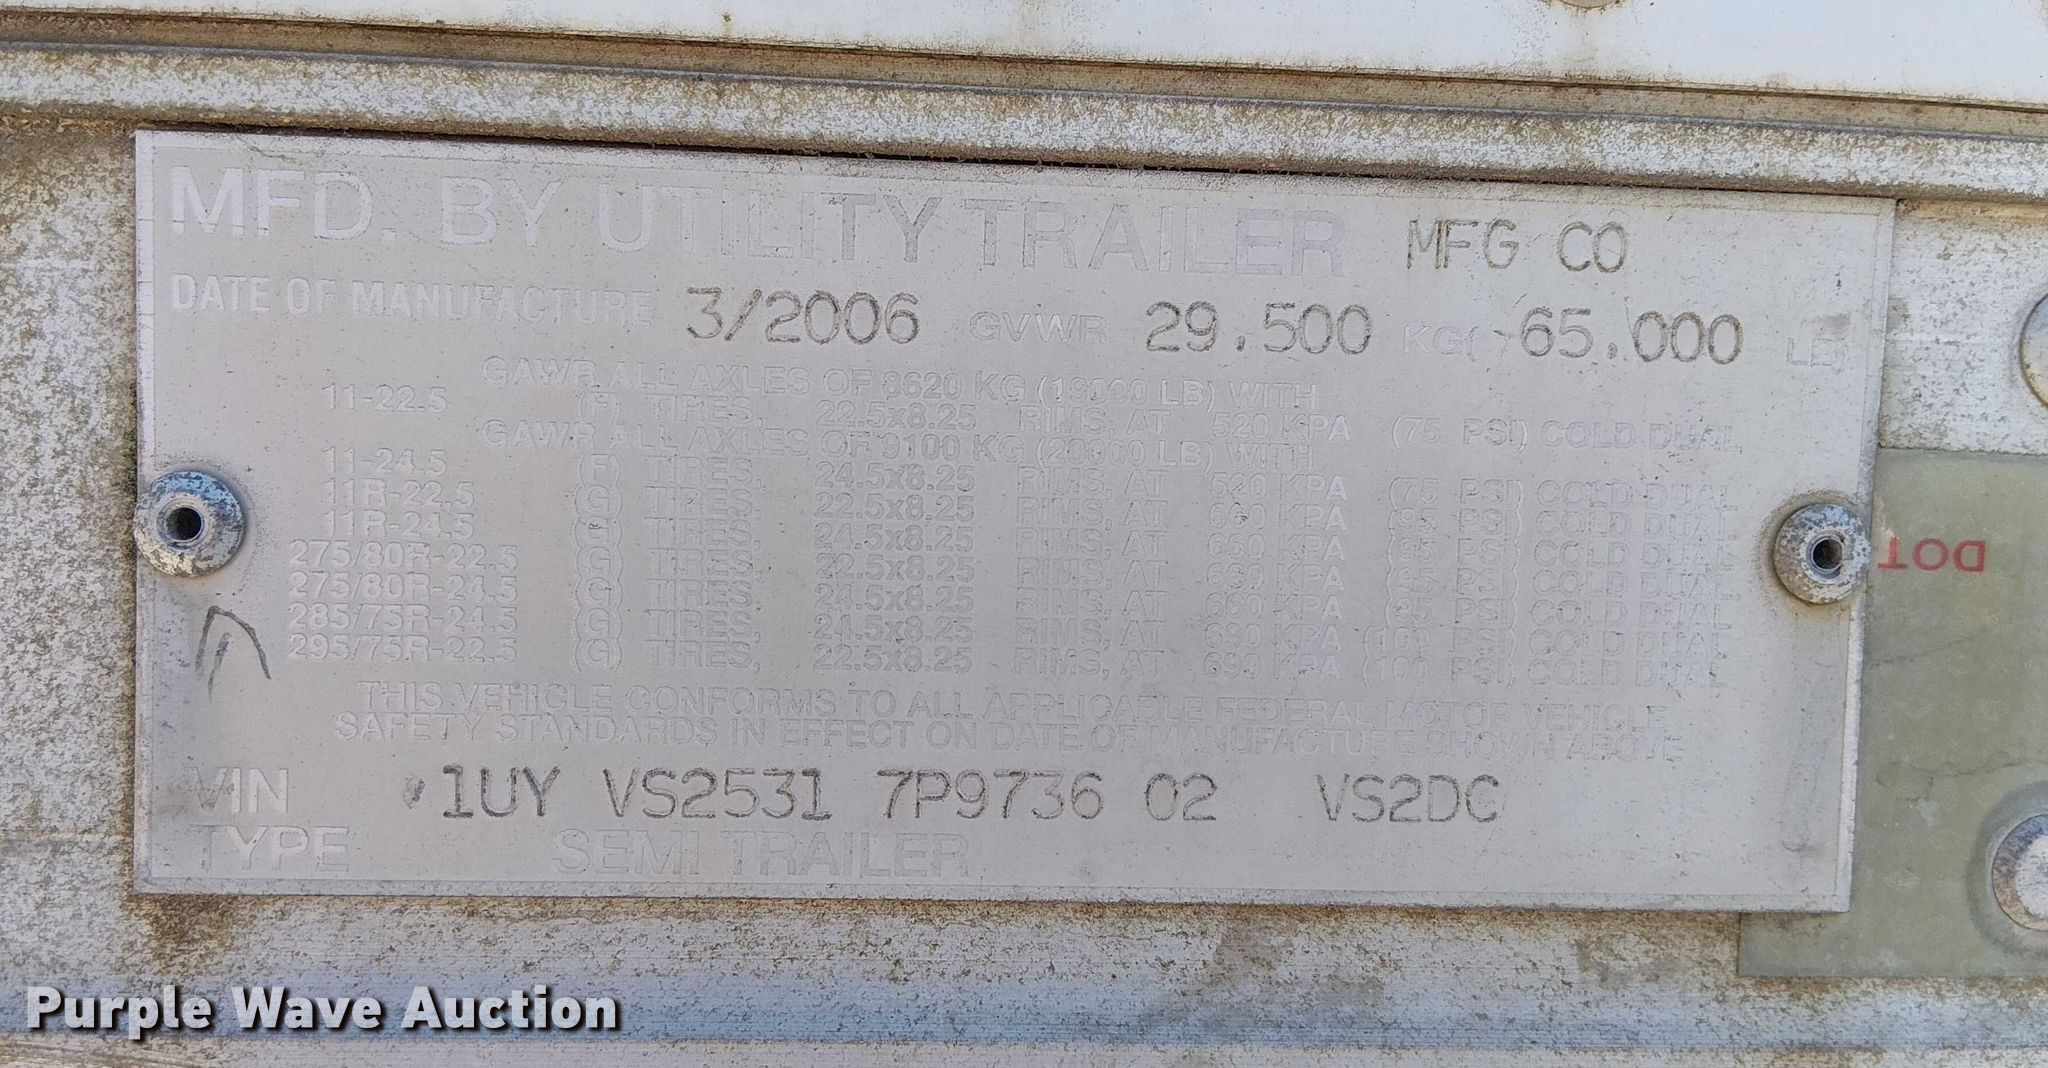 MFD. BY UTILITY TRAILER MFG CO
DATE OF MANUFACTURE 3/2006 GVWR 29.500 KG( 65.000 LB)
GAWR ALL AXLES OF 8620 KG (19000 LB) WITH
11-22.5 (F) TIRES, 22.5x8.25 RIMS, AT 520 KPA (75 PSI) COLD DUAL
GAWR ALL AXLES OF 9100 KG (20000 LB) WITH
11-24.5 (F) TIRES, 24.5x8.25 RIMS, AT 520 KPA (75 PSI) COLD DUAL
11R-22.5 (G) TIRES, 22.5x8.25 RIMS, AT 660 KPA (95 PSI) COLD DUAL
11R-24.5 (G) TIRES, 24.5x8.25 RIMS, AT 660 KPA (95 PSI) COLD DUAL
275/80R-22.5 (G) TIRES, 22.5x8.25 RIMS, AT 660 KPA (95 PSI) COLD DUAL
275/80R-24.5 (G) TIRES, 24.5x8.25 RIMS, AT 660 KPA (95 PSI) COLD DUAL
285/75R-24.5 (G) TIRES, 24.5x8.25 RIMS, AT 690 KPA (100 PSI) COLD DUAL
295/75R-22.5 (G) TIRES, 22.5x8.25 RIMS, AT 690 KPA (100 PSI) COLD DUAL
THIS VEHICLE CONFORMS TO ALL APPLICABLE FEDERAL MOTOR VEHICLE
SAFETY STANDARDS IN EFFECT ON DATE OF MANUFACTURE SHOWN ABOVE
VIN 1UY VS2531 7P9736 02 VS2DC
TYPE SEMI TRAILER
DOT
Purple Wave Auction